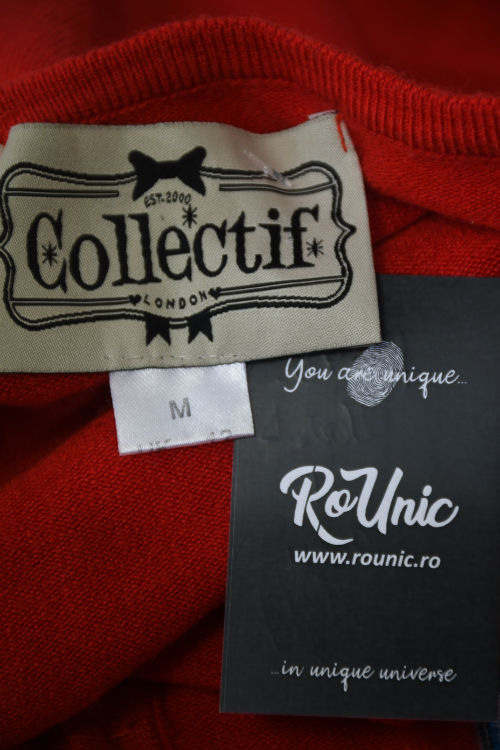 EST. 2000
Collectif
LONDON
M
You are unique...
RoUnic
www.rounic.ro
...in unique universe